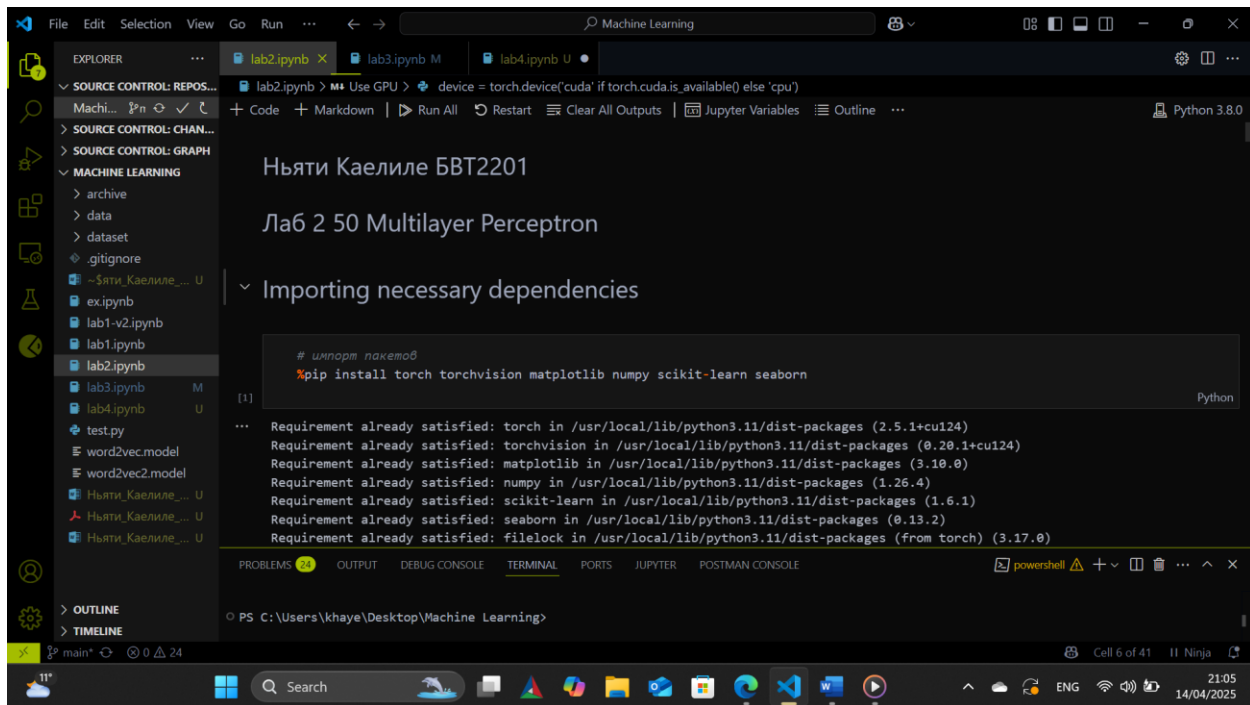 File Edit Selection View Go Run ··· Machine Learning
EXPLORER ···
SOURCE CONTROL: REPOS...
Machi...
SOURCE CONTROL: CHAN...
SOURCE CONTROL: GRAPH
MACHINE LEARNING
archive
data
dataset
.gitignore
~$яти_Каелиле_... U
ex.ipynb
lab1-v2.ipynb
lab1.ipynb
lab2.ipynb
lab3.ipynb M
lab4.ipynb U
test.py
word2vec.model
word2vec2.model
Ньяти_Каелиле_... U
Ньяти_Каелиле_... U
Ньяти_Каелиле_... U
OUTLINE
TIMELINE
lab2.ipynb lab3.ipynb M lab4.ipynb U
lab2.ipynb > M↓ Use GPU > device = torch.device('cuda' if torch.cuda.is_available() else 'cpu')
+ Code + Markdown | Run All Restart Clear All Outputs | Jupyter Variables Outline ··· Python 3.8.0
Ньяти Каелиле БВТ2201
Лаб 2 50 Multilayer Perceptron
Importing necessary dependencies
# импорт пакетов
%pip install torch torchvision matplotlib numpy scikit-learn seaborn
[1] Python
Requirement already satisfied: torch in /usr/local/lib/python3.11/dist-packages (2.5.1+cu124)
Requirement already satisfied: torchvision in /usr/local/lib/python3.11/dist-packages (0.20.1+cu124)
Requirement already satisfied: matplotlib in /usr/local/lib/python3.11/dist-packages (3.10.0)
Requirement already satisfied: numpy in /usr/local/lib/python3.11/dist-packages (1.26.4)
Requirement already satisfied: scikit-learn in /usr/local/lib/python3.11/dist-packages (1.6.1)
Requirement already satisfied: seaborn in /usr/local/lib/python3.11/dist-packages (0.13.2)
Requirement already satisfied: filelock in /usr/local/lib/python3.11/dist-packages (from torch) (3.17.0)
PROBLEMS 24 OUTPUT DEBUG CONSOLE TERMINAL PORTS JUPYTER POSTMAN CONSOLE powershell
PS C:\Users\khaye\Desktop\Machine Learning>
main* 0 24 Cell 6 of 41 Ninja
11° Search ENG 21:05
14/04/2025